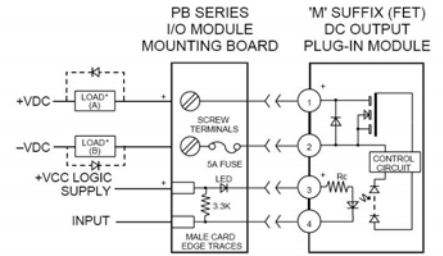 PB SERIES
I/O MODULE
MOUNTING BOARD
'M' SUFFIX (FET)
DC OUTPUT
PLUG-IN MODULE
+VDC
LOAD*
(A)
+
SCREW
TERMINALS
1
+
–VDC
LOAD*
(B)
5A FUSE
2
CONTROL
CIRCUIT
+VCC LOGIC
SUPPLY
+
LED
3
+
Rc
3.3K
INPUT
4
MALE CARD
EDGE TRACES